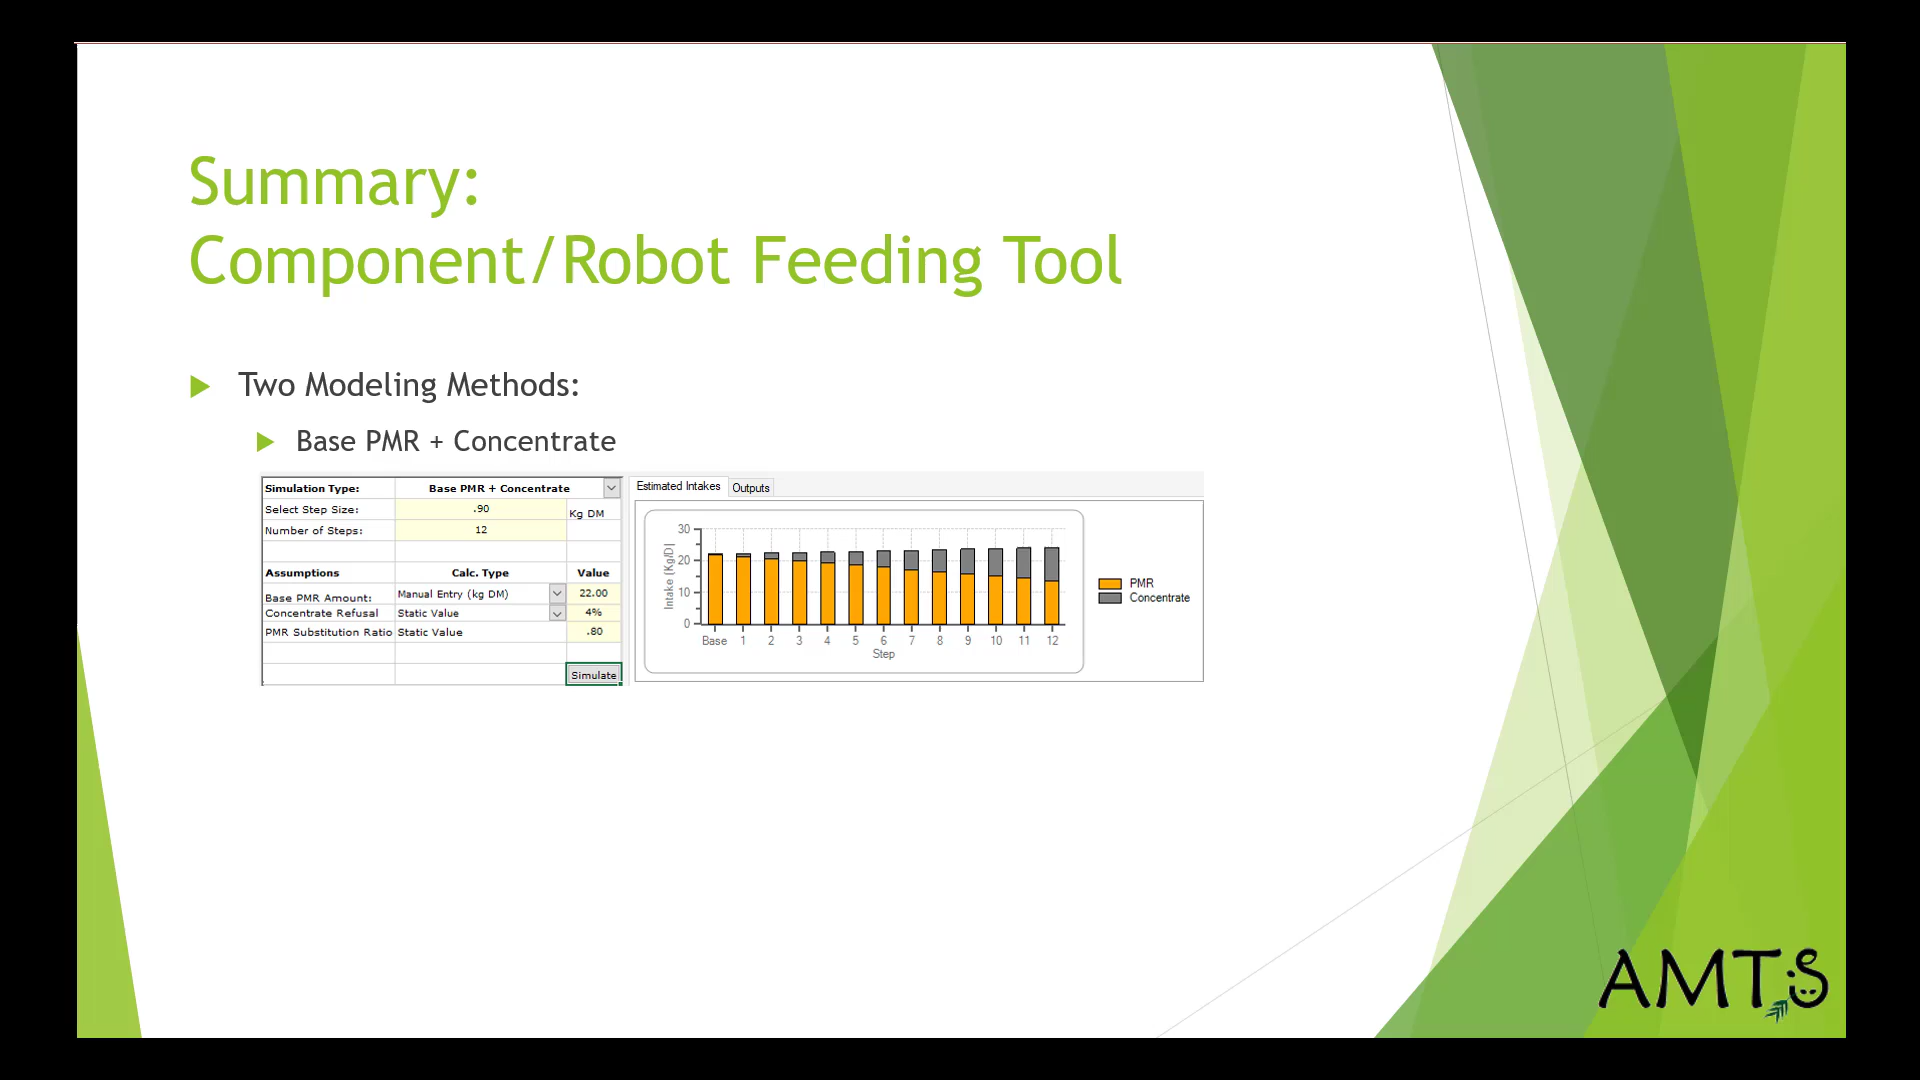 Summary:
Component/Robot Feeding Tool
Two Modeling Methods:
Base PMR + Concentrate
Simulation Type: Base PMR + Concentrate
Select Step Size: .90 Kg DM
Number of Steps: 12
Assumptions Calc. Type Value
Base PMR Amount: Manual Entry (kg DM) 22.00
Concentrate Refusal Static Value 4%
PMR Substitution Ratio Static Value .80
Simulate
Estimated Intakes Outputs
Intake (Kg/D)
30
20
10
0
Base 1 2 3 4 5 6 7 8 9 10 11 12
Step
PMR
Concentrate
AMTS